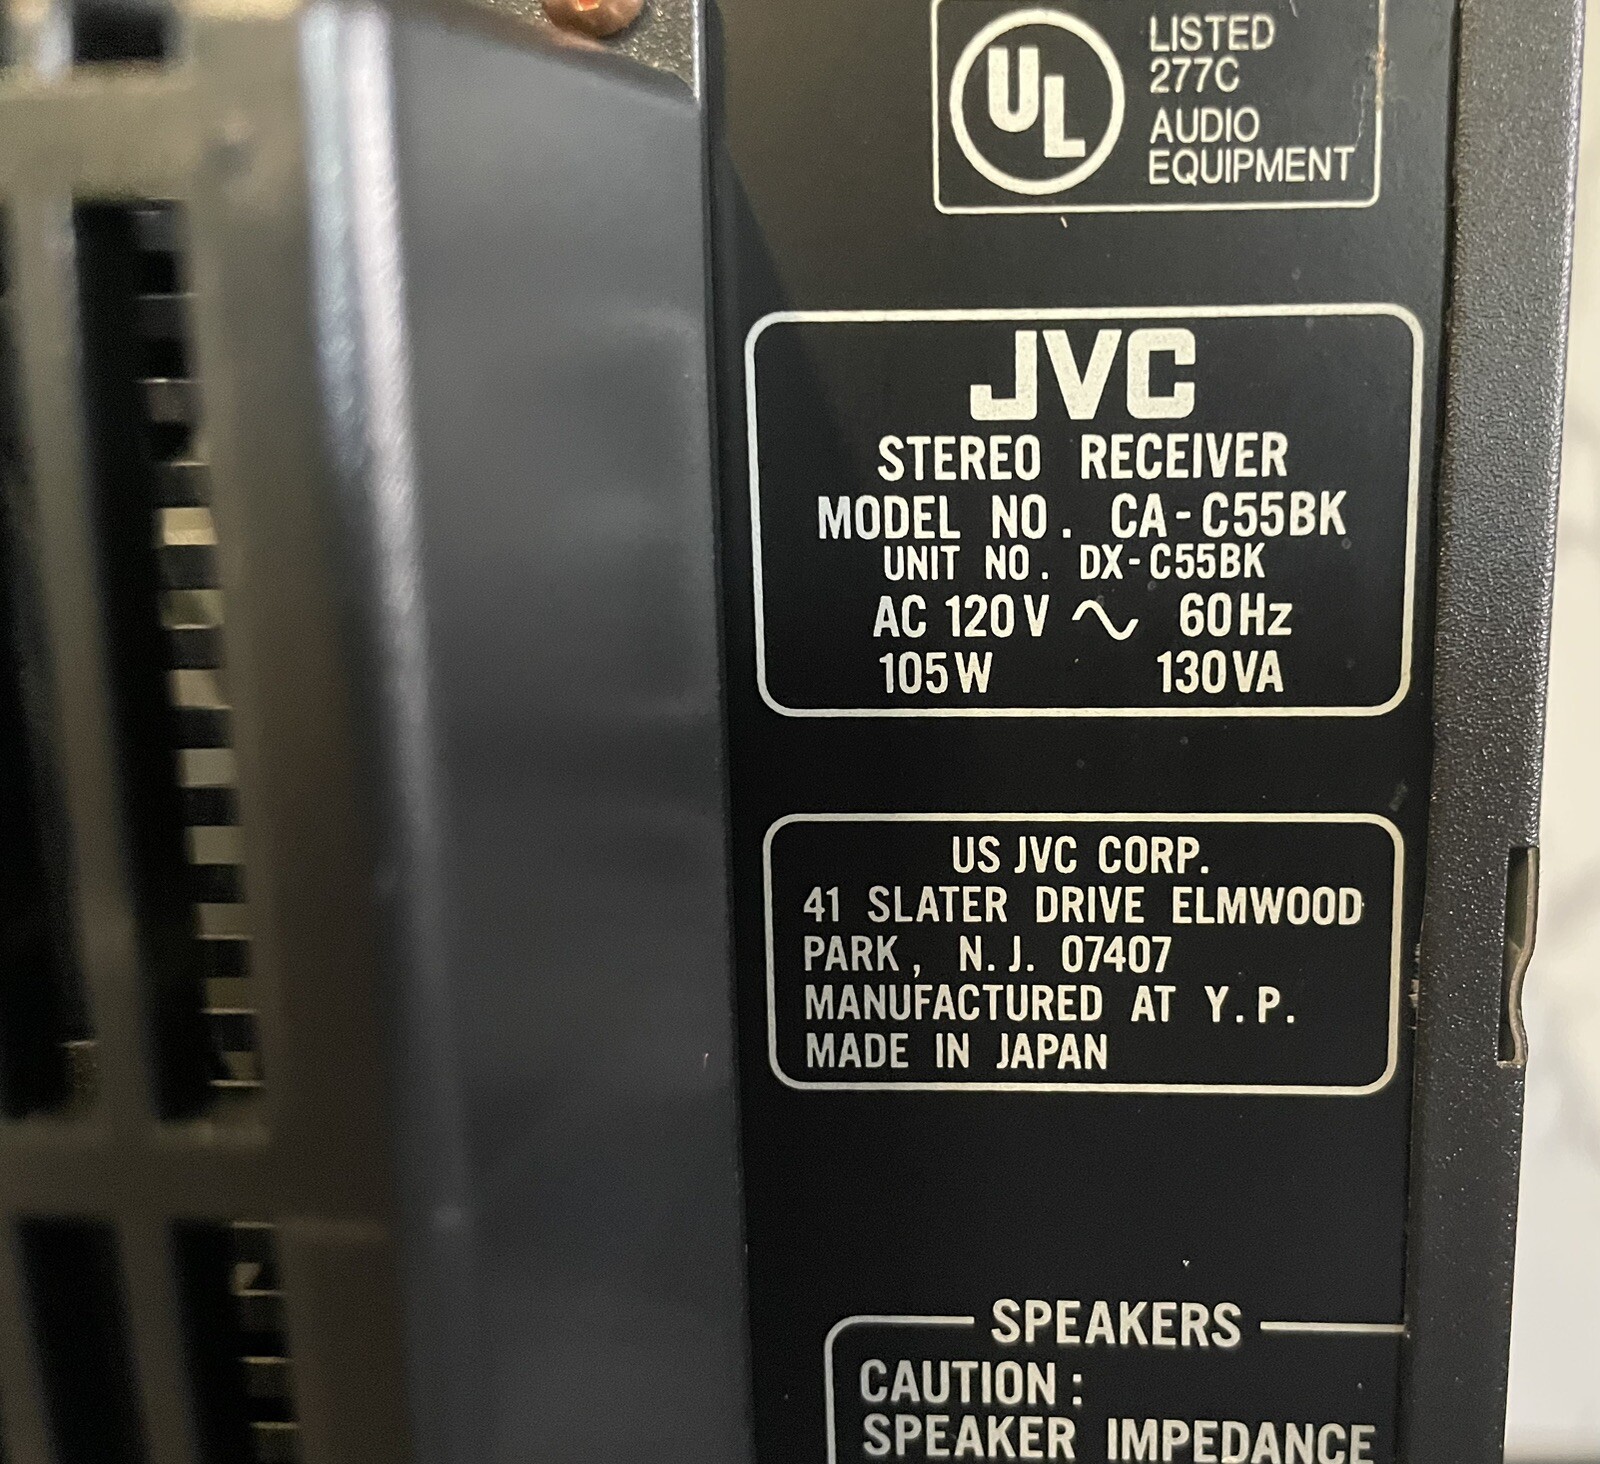 UL
LISTED
277C
AUDIO
EQUIPMENT
JVC
STEREO RECEIVER
MODEL NO. CA-C55BK
UNIT NO. DX-C55BK
AC 120V ∿ 60Hz
105W 130VA
US JVC CORP.
41 SLATER DRIVE ELMWOOD
PARK, N.J. 07407
MANUFACTURED AT Y.P.
MADE IN JAPAN
SPEAKERS
CAUTION:
SPEAKER IMPEDANCE